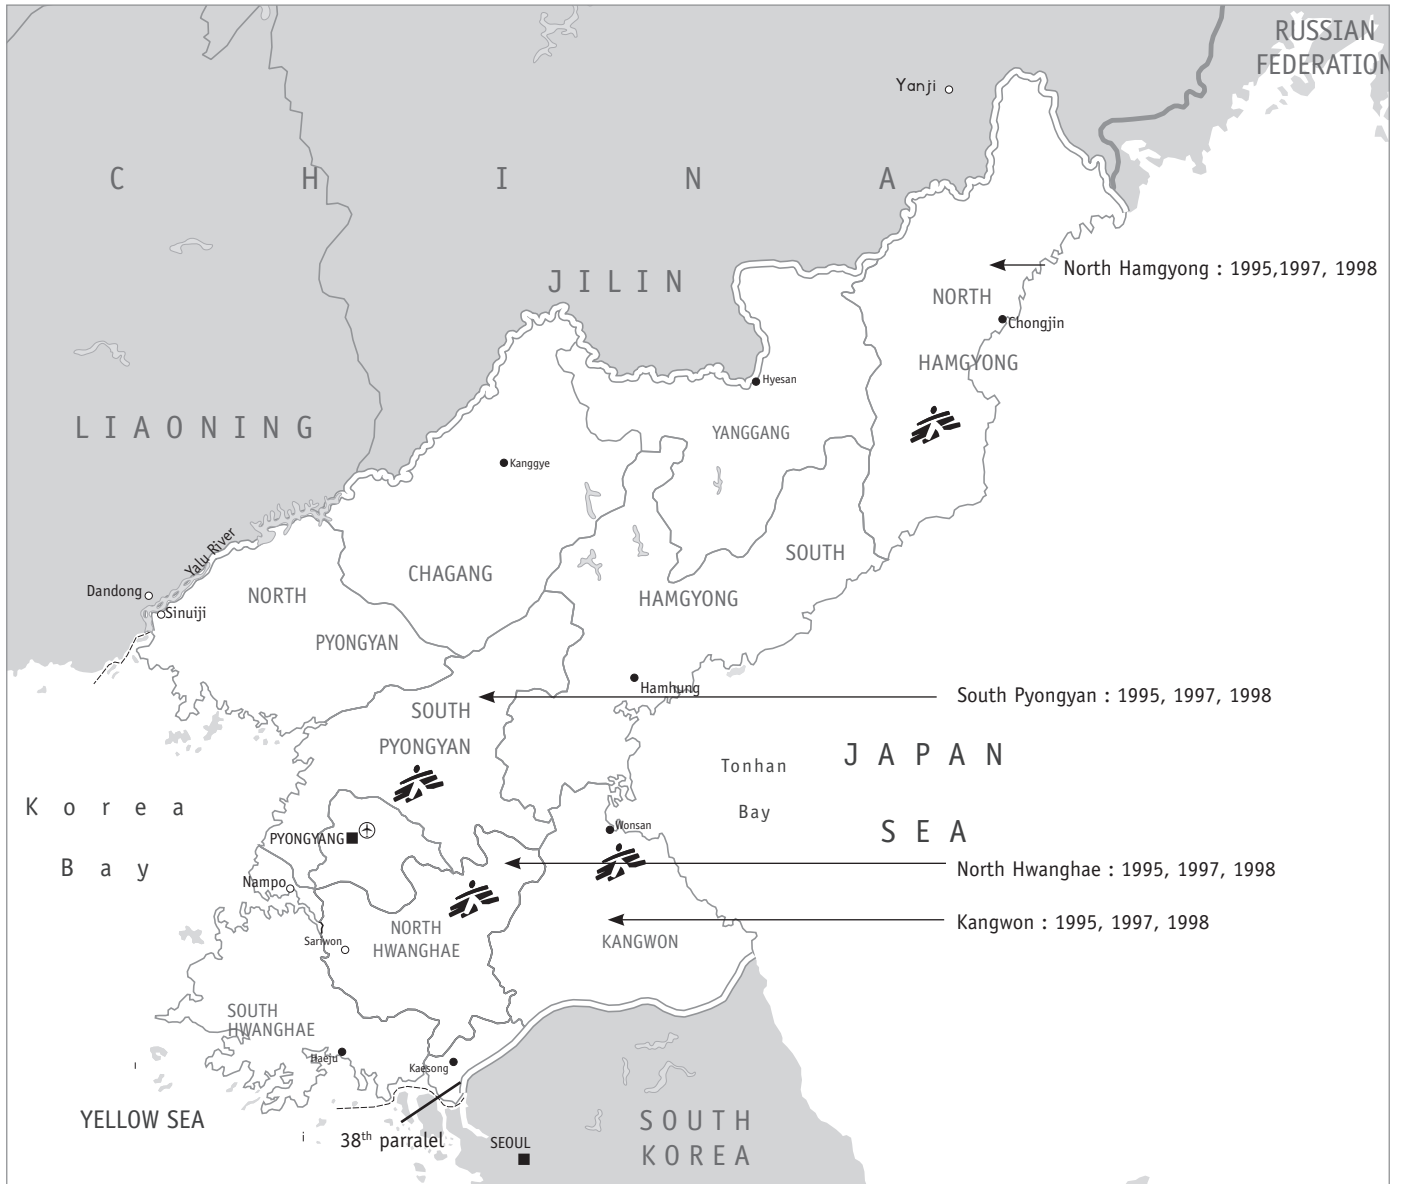 RUSSIAN
FEDERATION
Yanji
C H I N A
North Hamgyong : 1995,1997, 1998
JILIN
NORTH
Chongjin
HAMGYONG
Hyesan
LIAONING
YANGGANG
Kanggye
Yalu River
SOUTH
CHAGANG
Dandong
NORTH
HAMGYONG
Sinuiji
PYONGYAN
Hamhung
South Pyongyan : 1995, 1997, 1998
SOUTH
PYONGYAN
JAPAN
Tonhan
Korea
Bay
Wonsan
SEA
PYONGYANG
Bay
North Hwanghae : 1995, 1997, 1998
Nampo
Kangwon : 1995, 1997, 1998
NORTH
Sariwon
KANGWON
HWANGHAE
SOUTH
HWANGHAE
Haeju
Kaesong
YELLOW SEA
SOUTH
38th parralel
SEOUL
KOREA